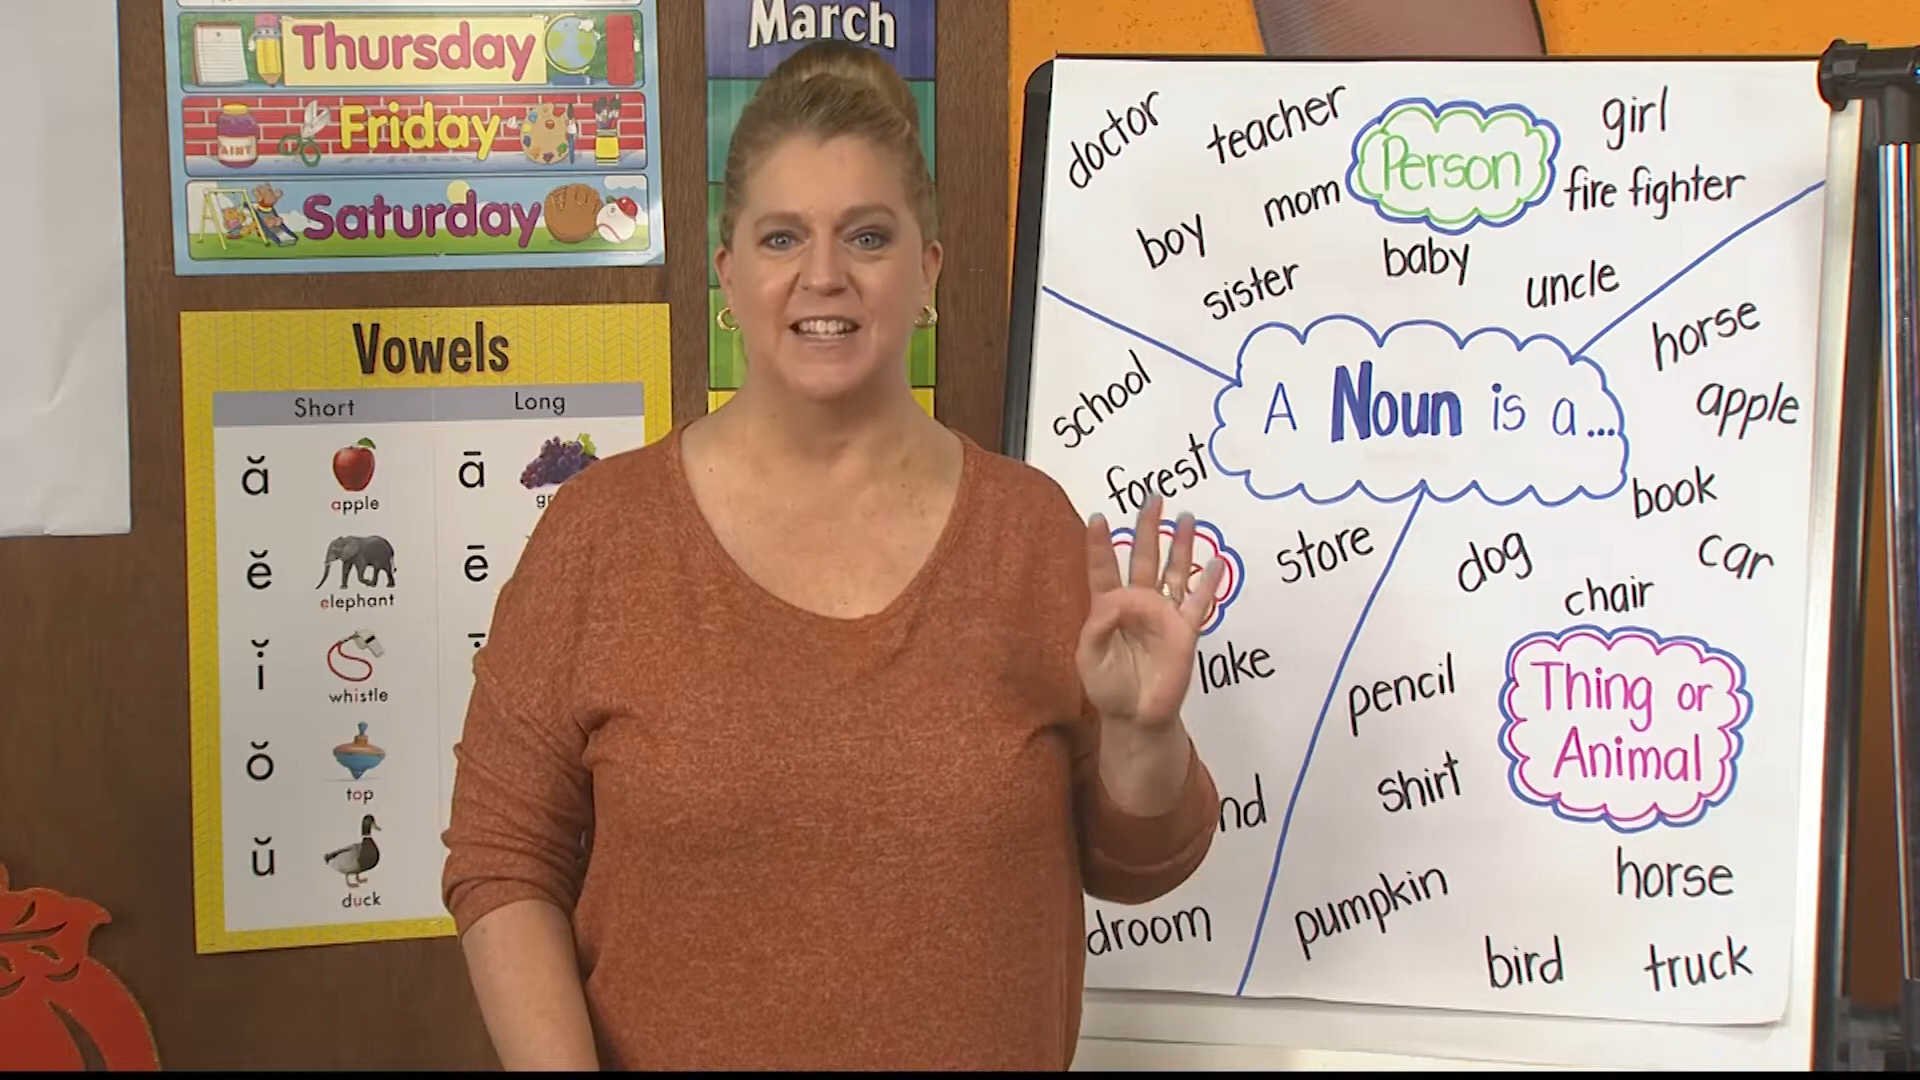 Thursday
Friday
PAINT
Saturday
March
Vowels
Short
Long
ă
apple
ā
ĕ
elephant
ē
ĭ
whistle
ŏ
top
ŭ
duck
doctor
teacher
Person
girl
boy
mom
fire fighter
sister
baby
uncle
A Noun is a...
school
forest
store
lake
horse
apple
book
dog
car
chair
pencil
Thing or
Animal
shirt
pumpkin
horse
bird
truck